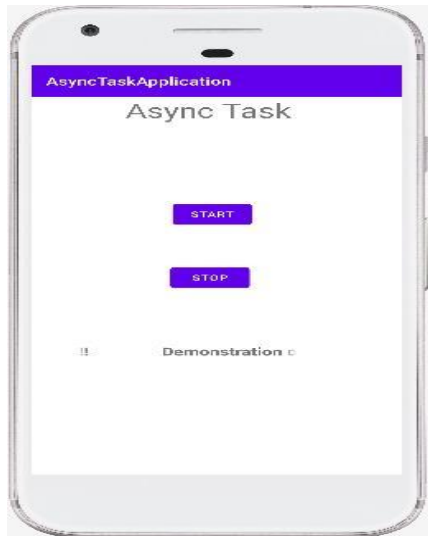 AsyncTaskApplication
Async Task
START
STOP
!! Demonstration